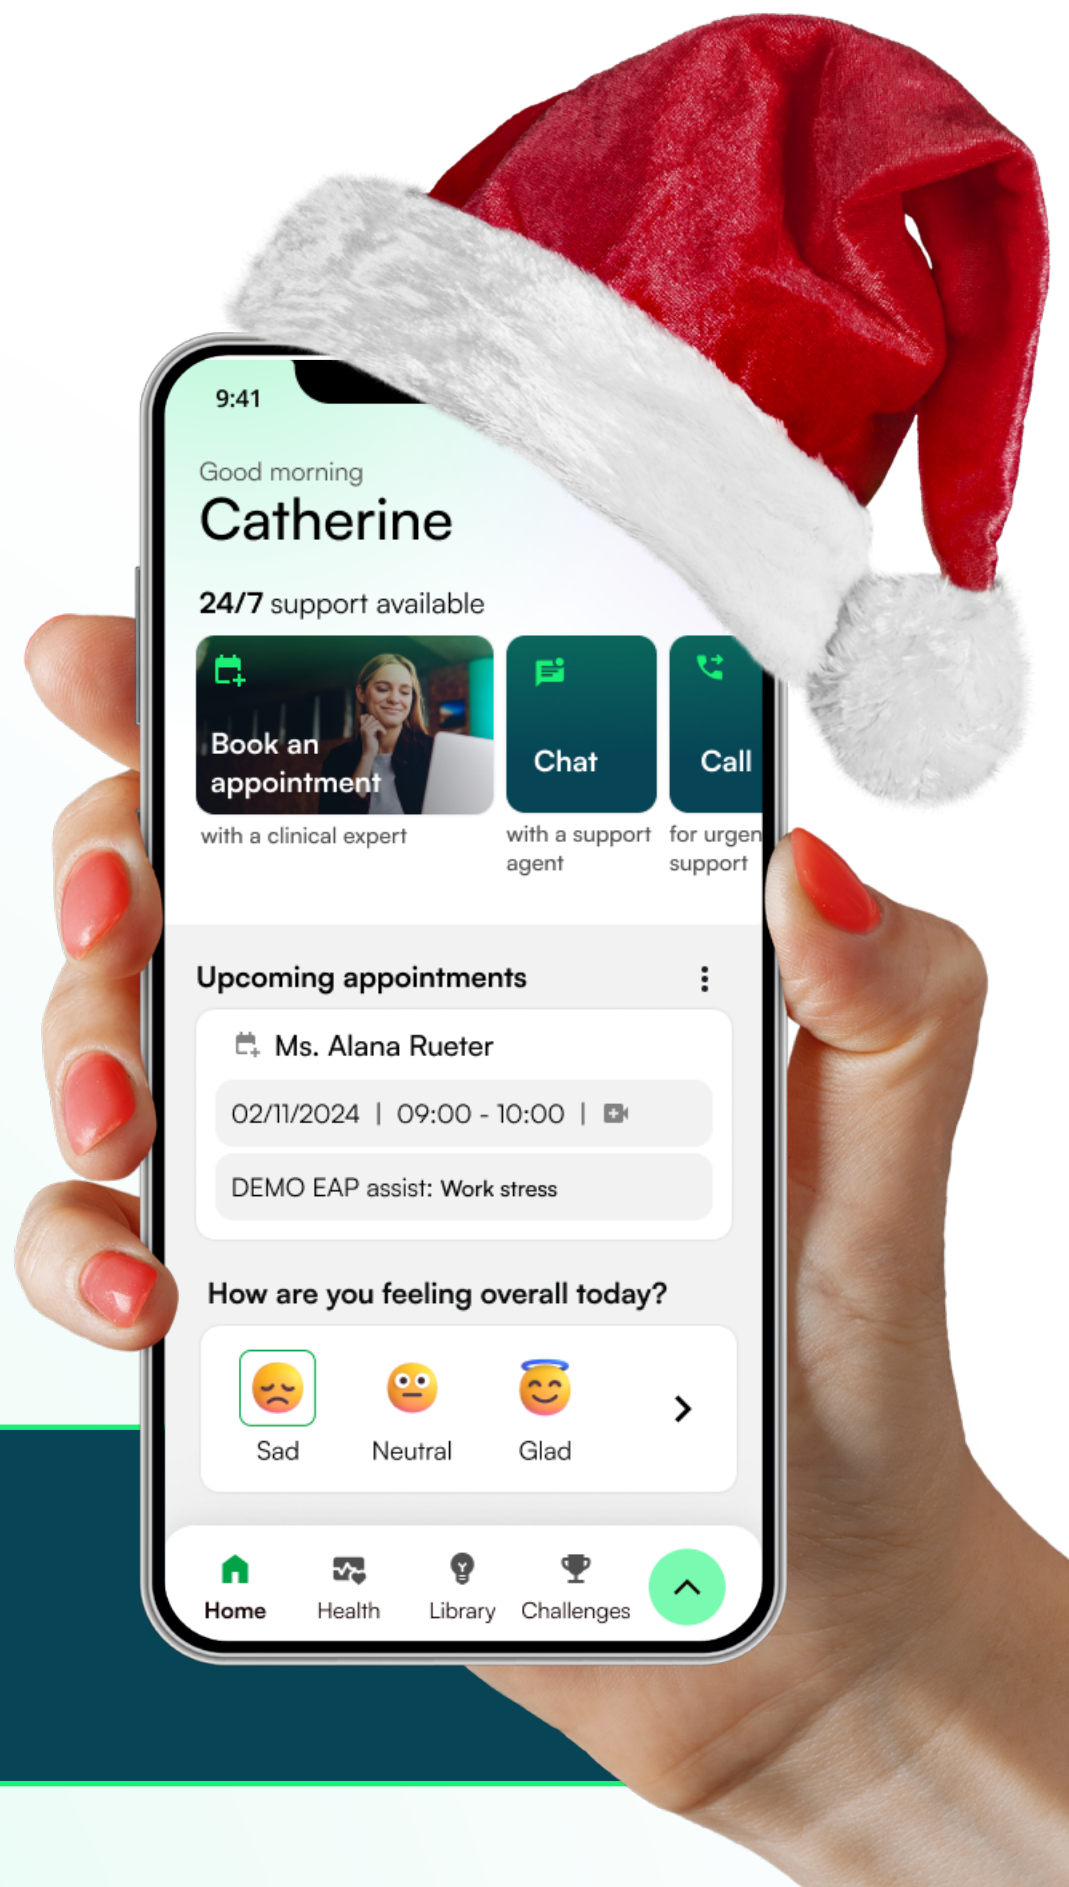 9:41
Good morning
Catherine
24/7 support available
Book an
appointment
Chat
Call
with a clinical expert
with a support
agent
for urgen
support
Upcoming appointments
Ms. Alana Rueter
02/11/2024 | 09:00 - 10:00 |
DEMO EAP assist: Work stress
How are you feeling overall today?
Sad
Neutral
Glad
Home
Health
Library
Challenges